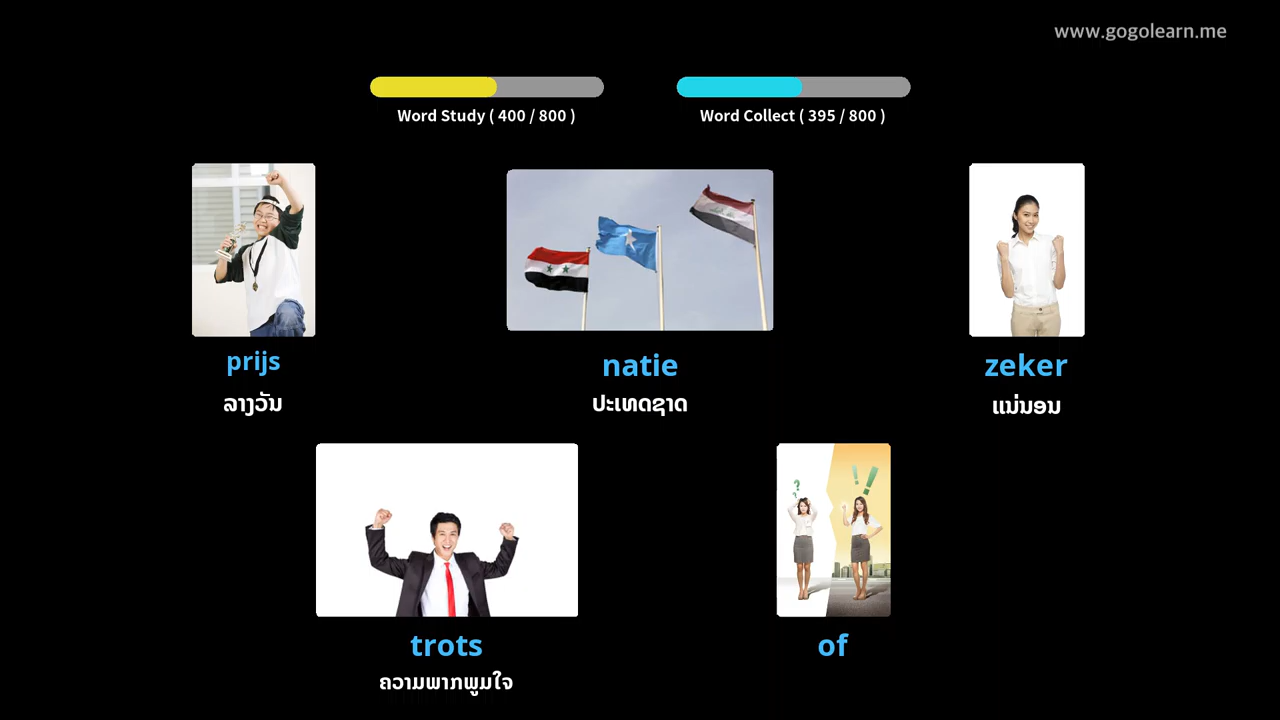 www.gogolearn.me
Word Study ( 400 / 800 )
Word Collect ( 395 / 800 )
prijs
ລາງວັນ
natie
ປະເທດຊາດ
zeker
ແນ່ນອນ
trots
ຄວາມພາກພູມໃຈ
of